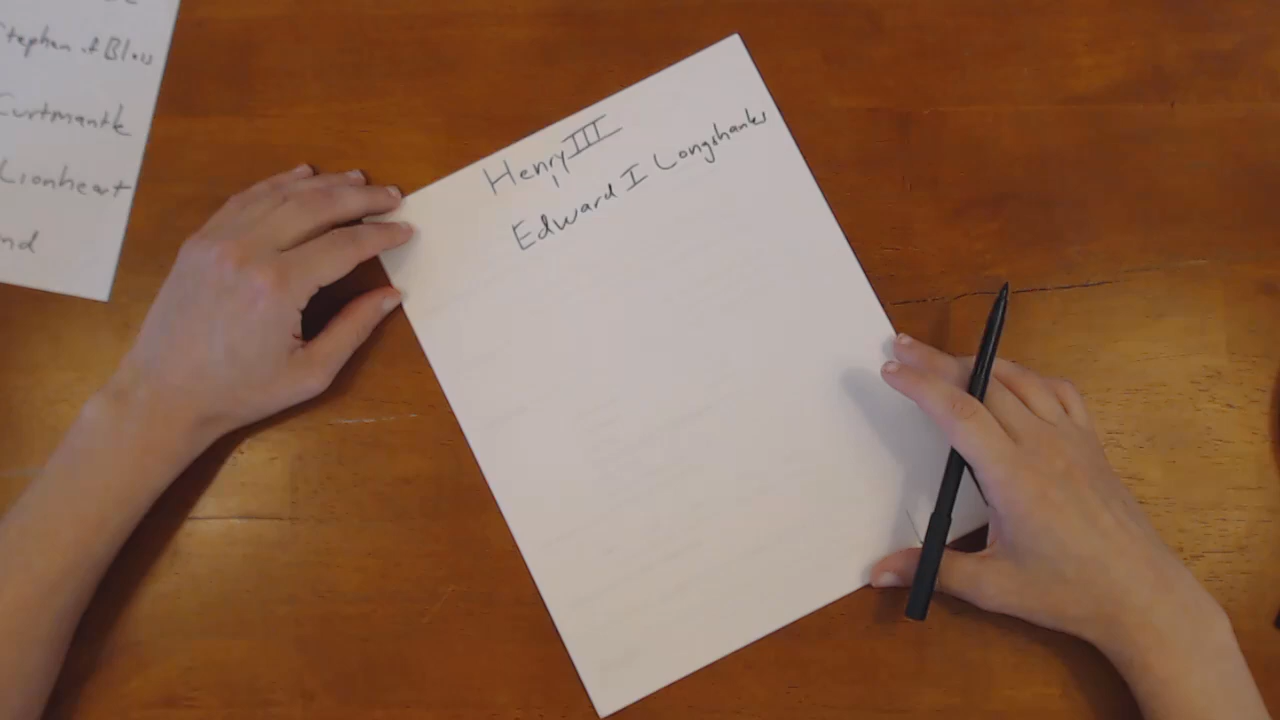 Stephen of Blois
Curtmantle
Lionheart
nd
Henry III
Edward I Longshanks